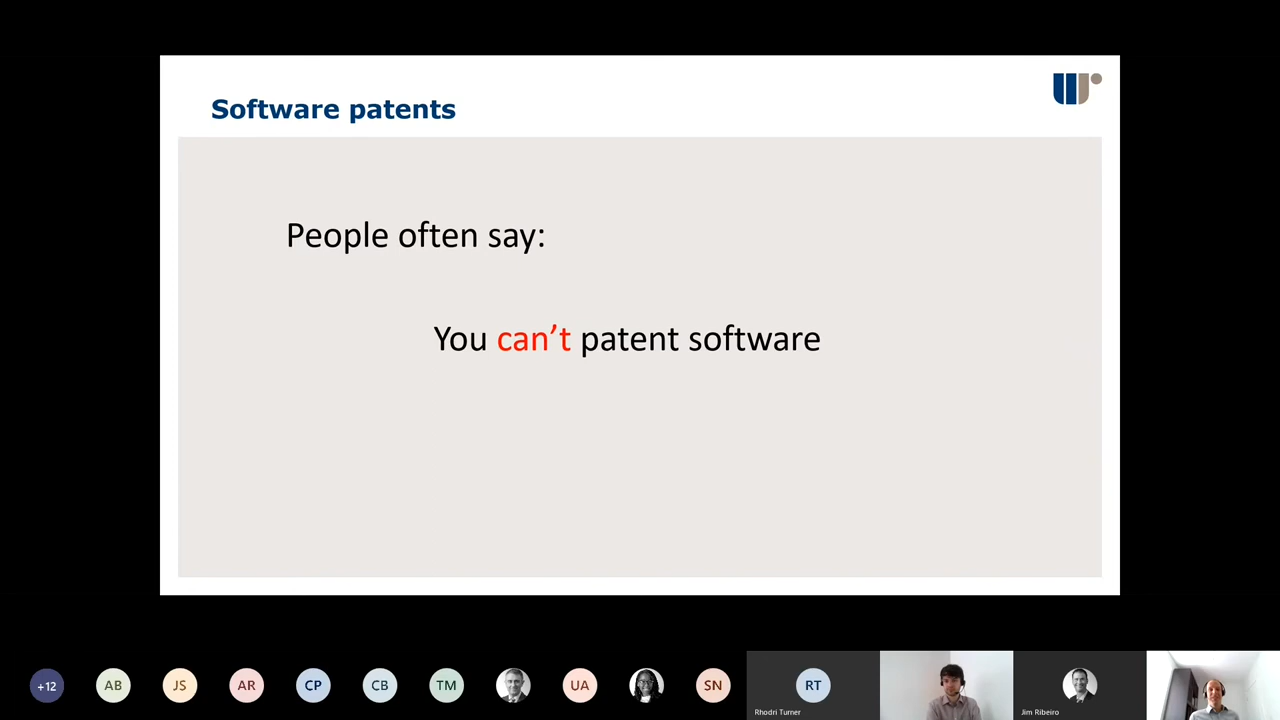 Software patents
People often say:
You can’t patent software
+12
AB
JS
AR
CP
CB
TM
UA
SN
RT
Rhodri Turner
Jim Ribeiro